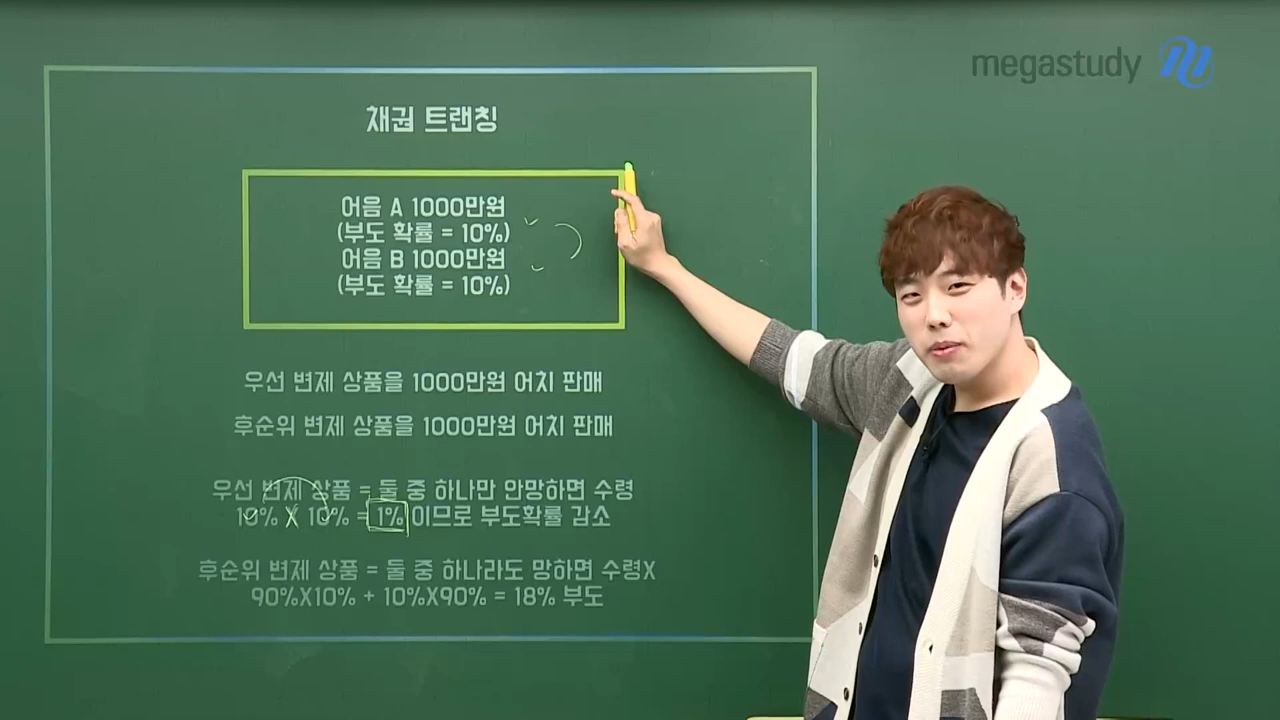 megastudy
채권 트랜칭
어음 A 1000만원
(부도 확률 = 10%)
어음 B 1000만원
(부도 확률 = 10%)
우선 변제 상품을 1000만원 어치 판매
후순위 변제 상품을 1000만원 어치 판매
우선 변제 상품 = 둘 중 하나만 안망하면 수령
10% X 10% = 1% 이므로 부도확률 감소
후순위 변제 상품 = 둘 중 하나라도 망하면 수령X
90%X10% + 10%X90% = 18% 부도